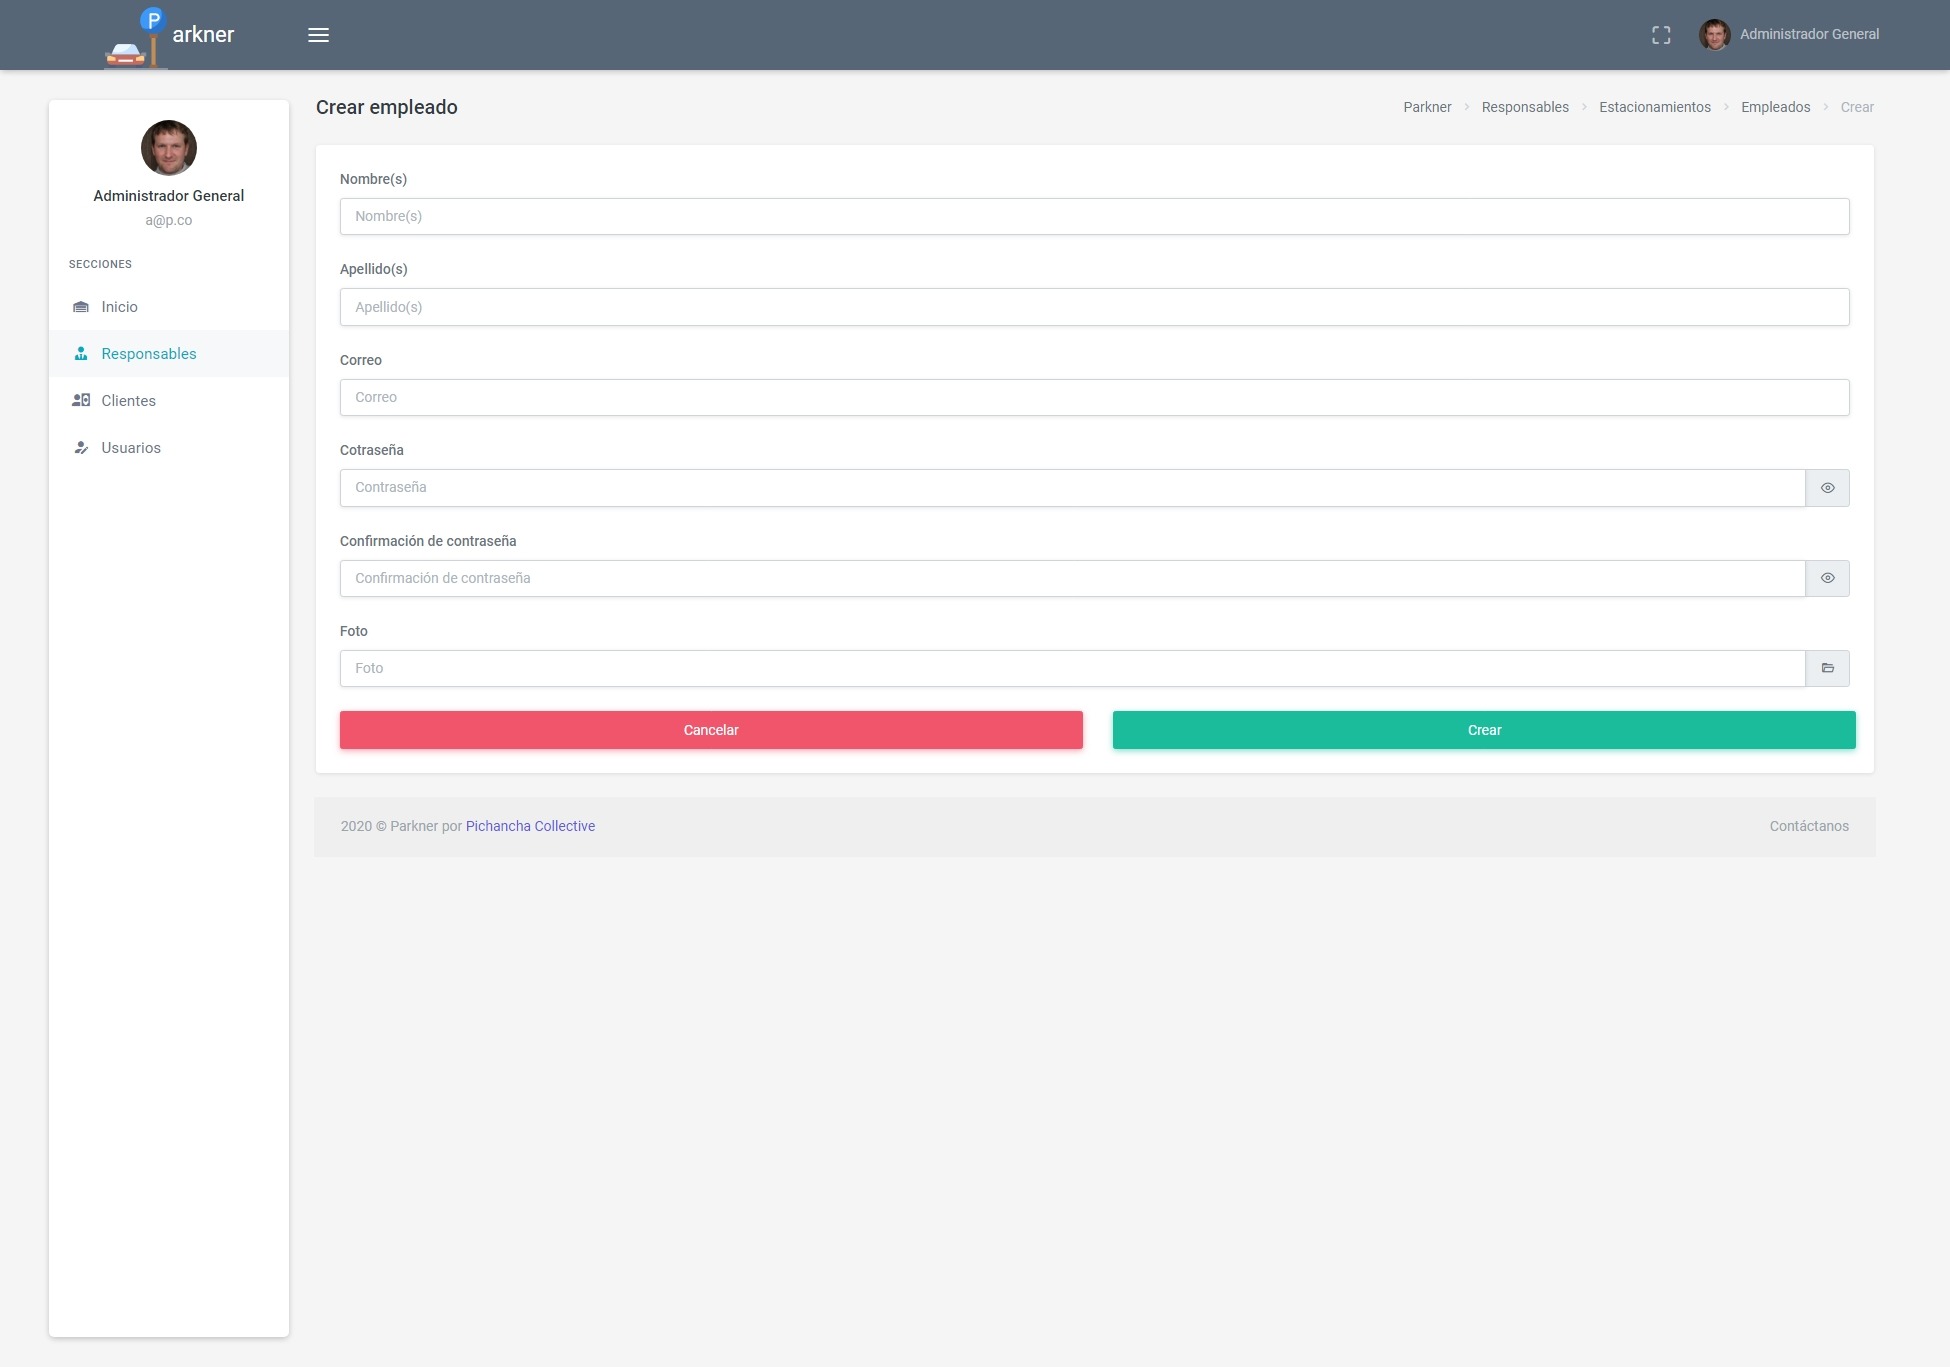 P arkner
Administrador General
Administrador General
a@p.co
SECCIONES
Inicio
Responsables
Clientes
Usuarios
Crear empleado
Parkner > Responsables > Estacionamientos > Empleados > Crear
Nombre(s)
Nombre(s)
Apellido(s)
Apellido(s)
Correo
Correo
Cotraseña
Contraseña
Confirmación de contraseña
Confirmación de contraseña
Foto
Foto
Cancelar
Crear
2020 © Parkner por Pichancha Collective
Contáctanos